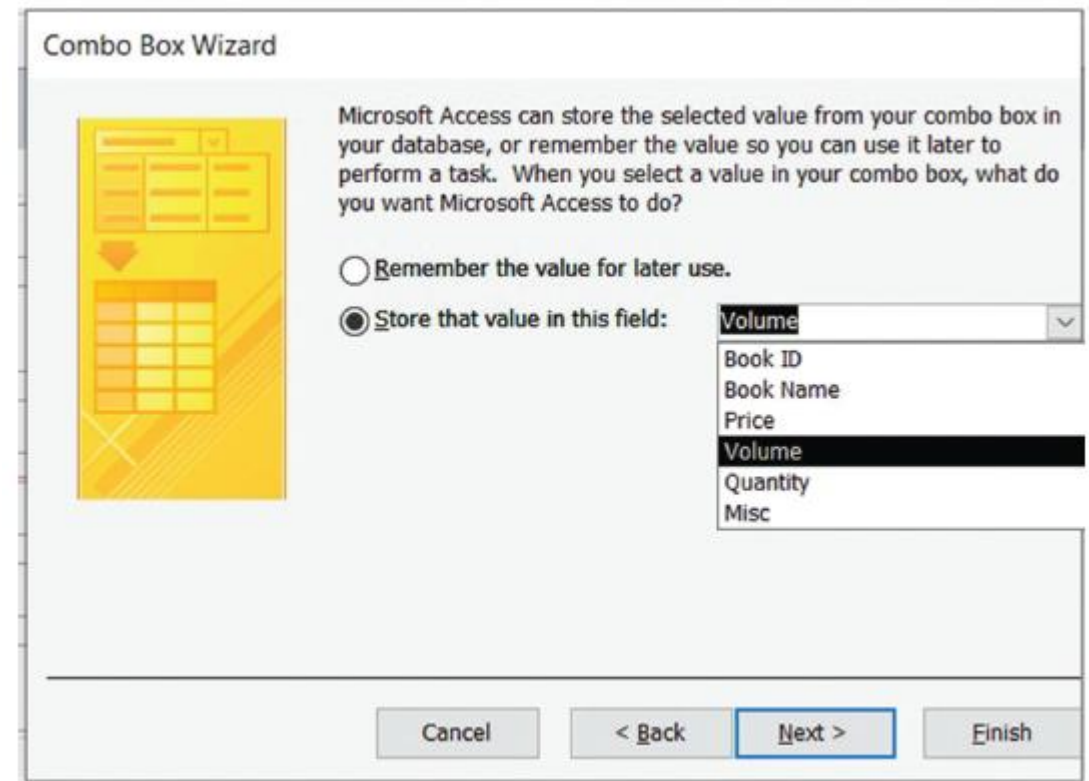 Combo Box Wizard
Microsoft Access can store the selected value from your combo box in
your database, or remember the value so you can use it later to
perform a task. When you select a value in your combo box, what do
you want Microsoft Access to do?
Remember the value for later use.
Store that value in this field:
Volume
Book ID
Book Name
Price
Volume
Quantity
Misc
Cancel
< Back
Next >
Finish